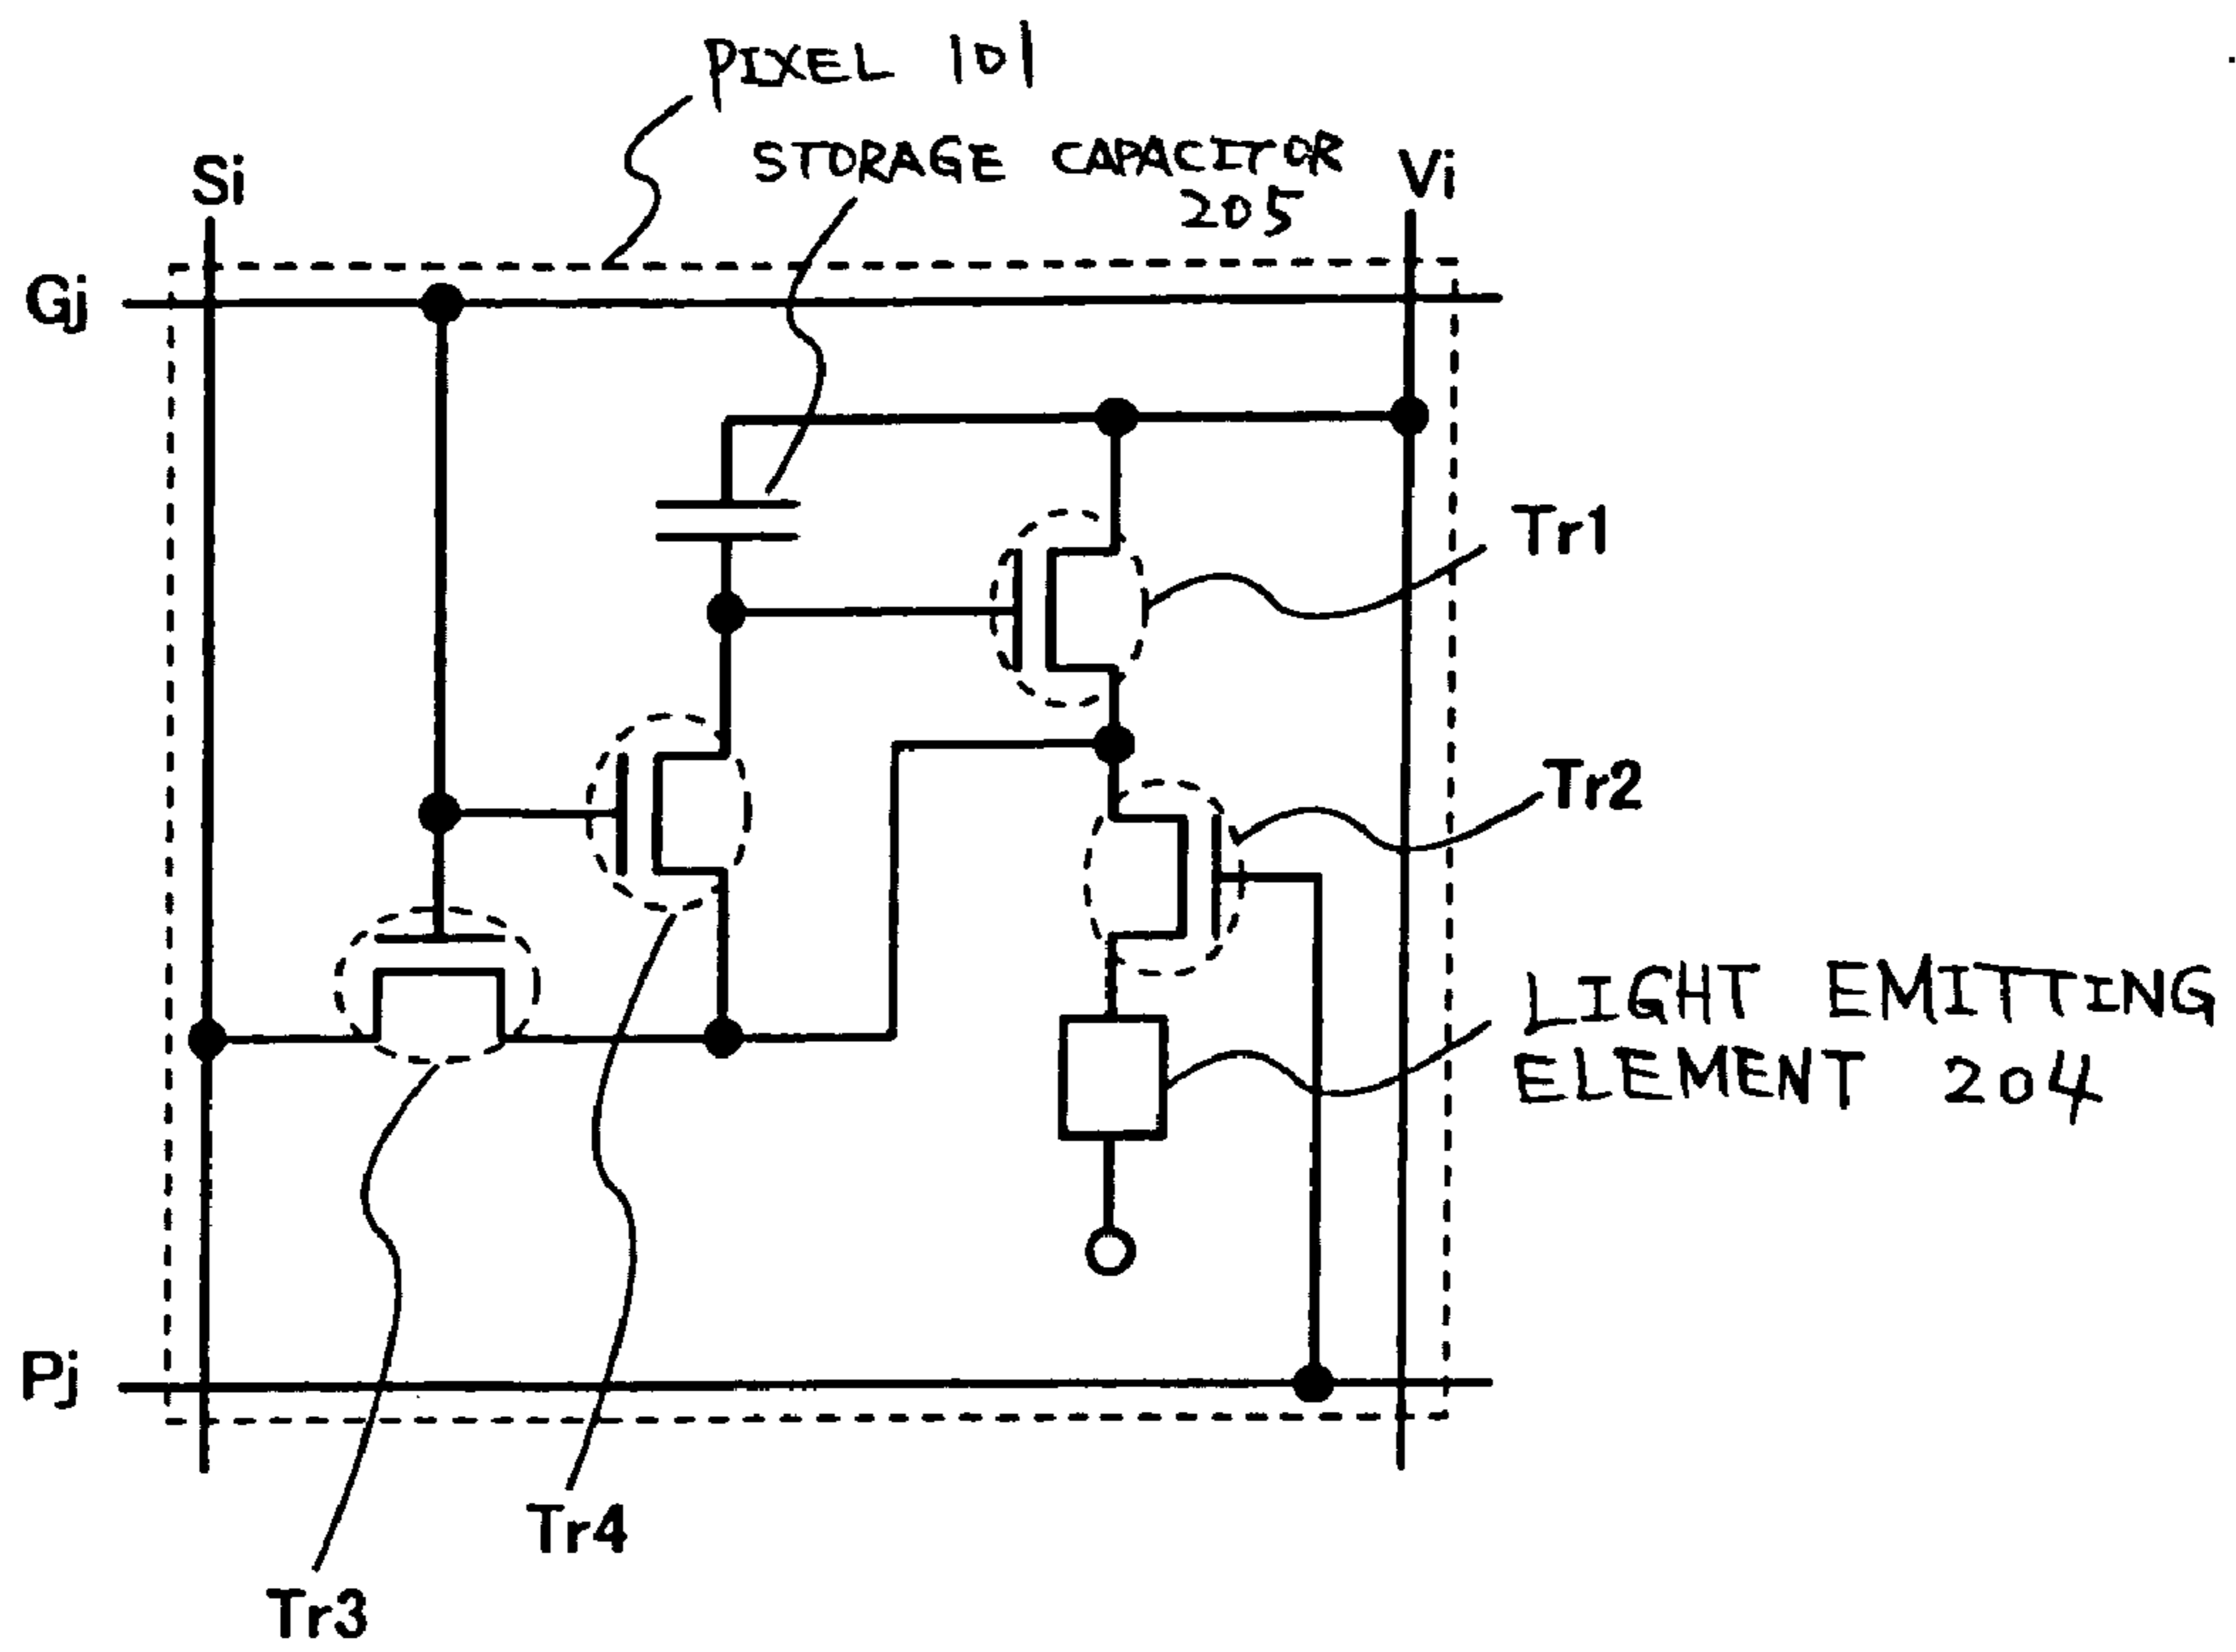 PIXEL 101
STORAGE CAPACITOR
205
Si
Vi
Gj
Tr1
Tr2
LIGHT EMITTING
ELEMENT 204
Pj
Tr4
Tr3